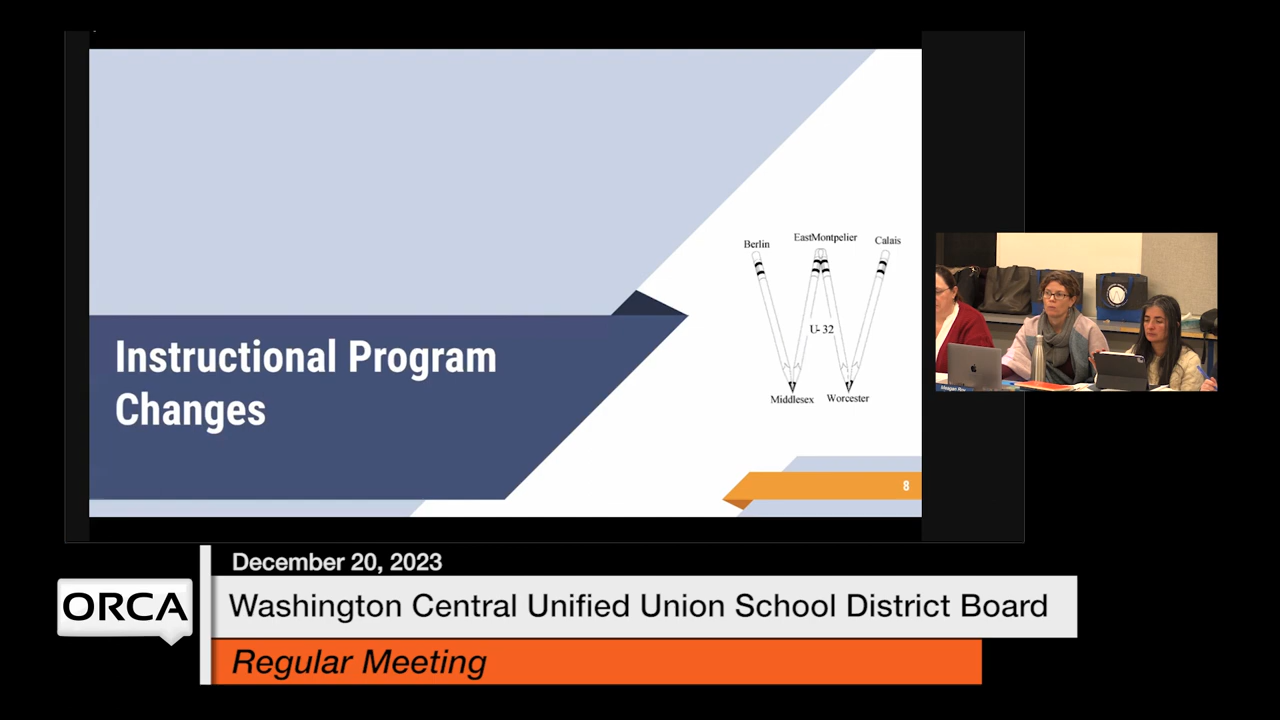 Berlin
EastMontpelier
Calais
U-32
Middlesex
Worcester
Instructional Program
Changes
8
December 20, 2023
ORCA
Washington Central Unified Union School District Board
Regular Meeting